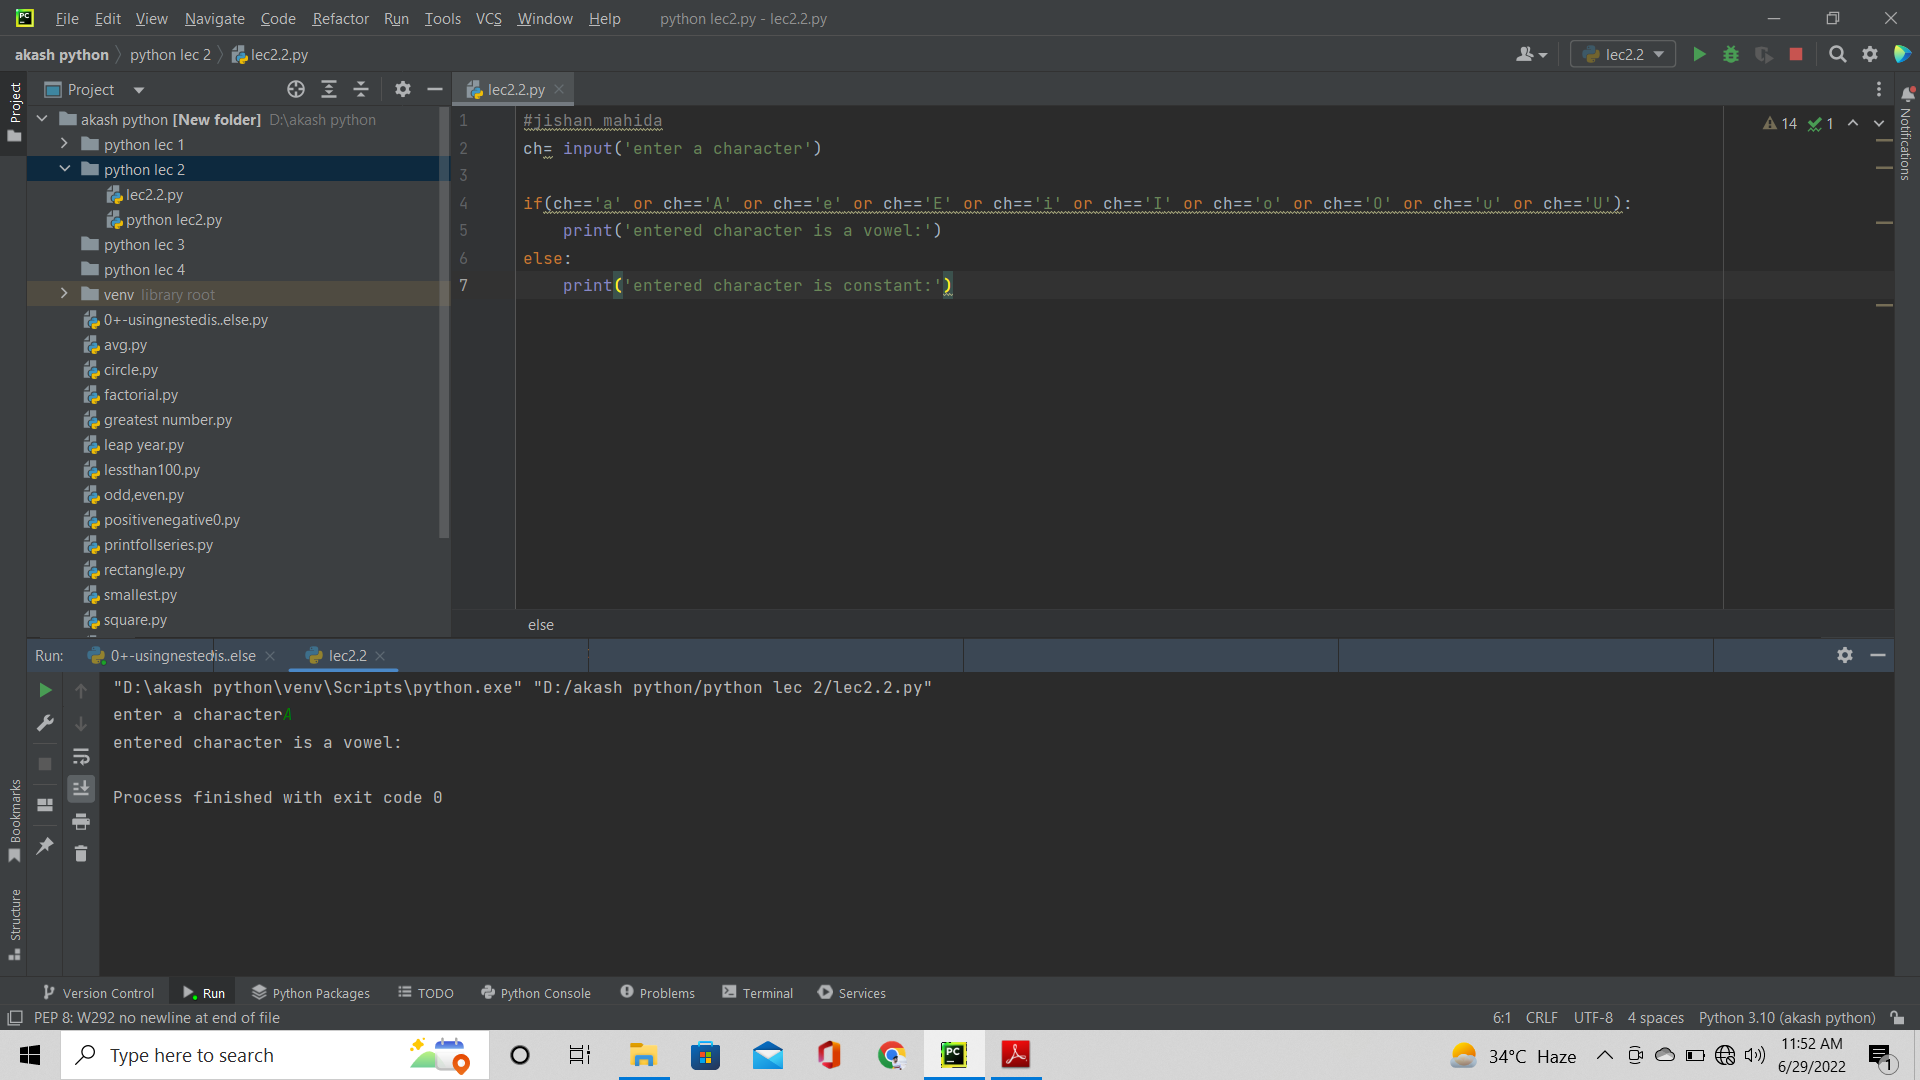 PC File Edit View Navigate Code Refactor Run Tools VCS Window Help python lec2.py - lec2.2.py
akash python python lec 2 lec2.2.py lec2.2
Project
Project lec2.2.py
akash python [New folder] D:\akash python
python lec 1
python lec 2
lec2.2.py
python lec2.py
python lec 3
python lec 4
venv library root
0+-usingnestedis..else.py
avg.py
circle.py
factorial.py
greatest number.py
leap year.py
lessthan100.py
odd,even.py
positivenegative0.py
printfollseries.py
rectangle.py
smallest.py
square.py
1 #jishan mahida
2 ch= input('enter a character')
3
4 if(ch=='a' or ch=='A' or ch=='e' or ch=='E' or ch=='i' or ch=='I' or ch=='o' or ch=='O' or ch=='u' or ch=='U'):
5 print('entered character is a vowel:')
6 else:
7 print('entered character is constant:')
14 1
Notifications
else
Run: 0+-usingnestedis..else lec2.2
"D:\akash python\venv\Scripts\python.exe" "D:/akash python/python lec 2/lec2.2.py"
enter a characterA
entered character is a vowel:
Process finished with exit code 0
Bookmarks
Structure
Version Control Run Python Packages TODO Python Console Problems Terminal Services
PEP 8: W292 no newline at end of file 6:1 CRLF UTF-8 4 spaces Python 3.10 (akash python)
Type here to search PC 34°C Haze 11:52 AM
6/29/2022 1